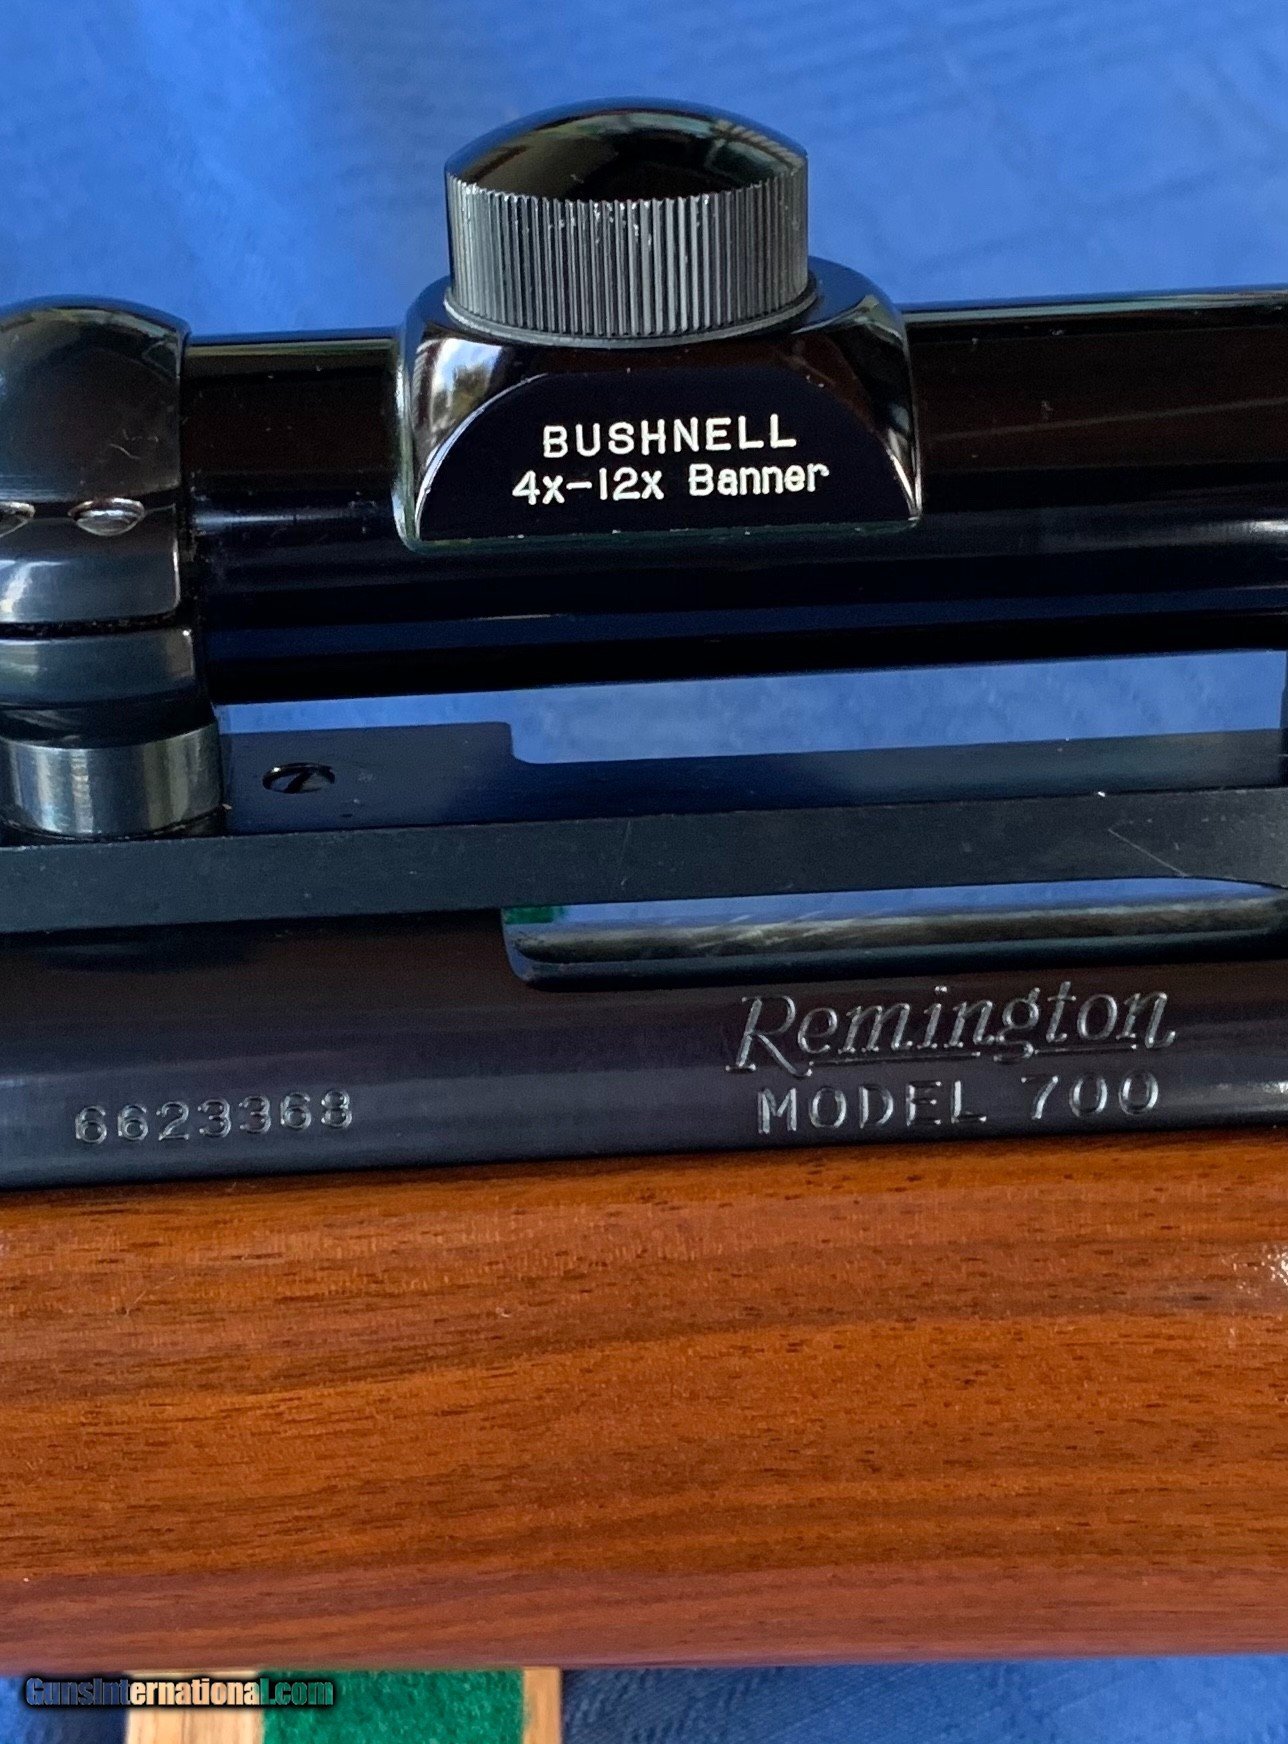 BUSHNELL
4x-12x Banner
Remington
MODEL 700
6623368
GunsInternational.com